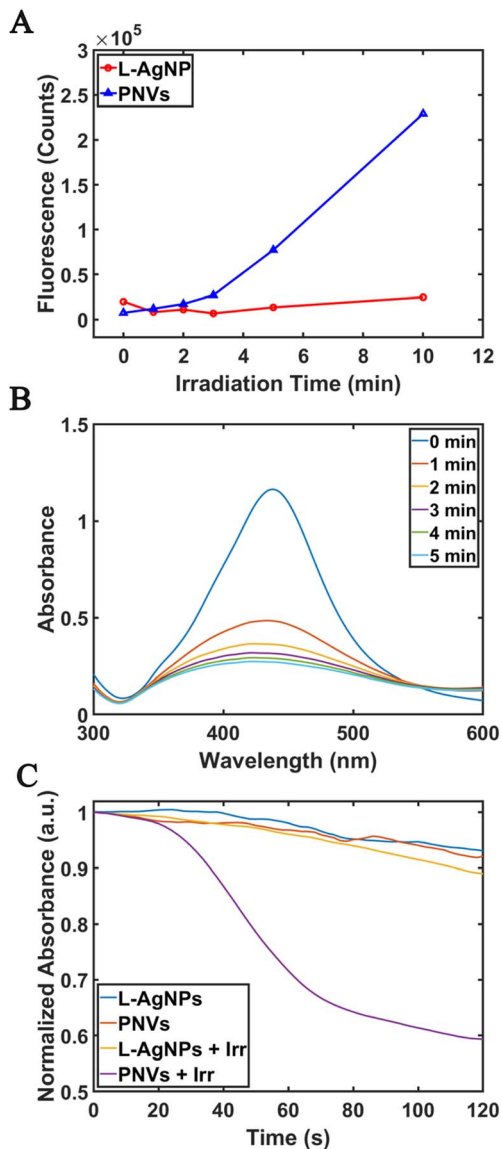 A
×10⁵
3
2.5
2
1.5
1
0.5
0
Fluorescence (Counts)
L-AgNP
PNVs
0 2 4 6 8 10 12
Irradiation Time (min)
B
1.5
1
0.5
0
Absorbance
0 min
1 min
2 min
3 min
4 min
5 min
300 400 500 600
Wavelength (nm)
C
1
0.9
0.8
0.7
0.6
0.5
Normalized Absorbance (a.u.)
L-AgNPs
PNVs
L-AgNPs + Irr
PNVs + Irr
0 20 40 60 80 100 120
Time (s)